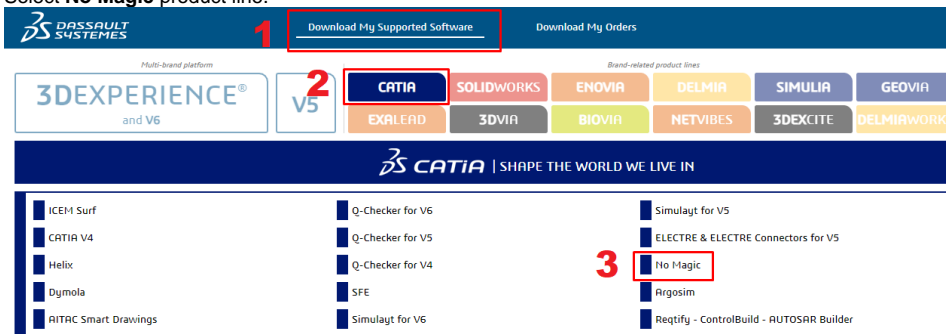 Select No Magic product line.
DASSAULT
SYSTEMES
1
Download My Supported Software
Download My Orders
Multi-brand platform
Brand-related product lines
3DEXPERIENCE®
and V6
V5
2
CATIA
SOLIDWORKS
ENOVIA
DELMIA
SIMULIA
GEOVIA
EXALEAD
3DVIA
BIOVIA
NETVIBES
3DEXCITE
DELMIAWORK
CATIA | SHAPE THE WORLD WE LIVE IN
ICEM Surf
Q-Checker for V6
Simulayt for V5
CATIA V4
Q-Checker for V5
ELECTRE & ELECTRE Connectors for V5
Helix
Q-Checker for V4
3
No Magic
Dymola
SFE
Argosim
AITAC Smart Drawings
Simulayt for V6
Reqtify - ControlBuild - AUTOSAR Builder